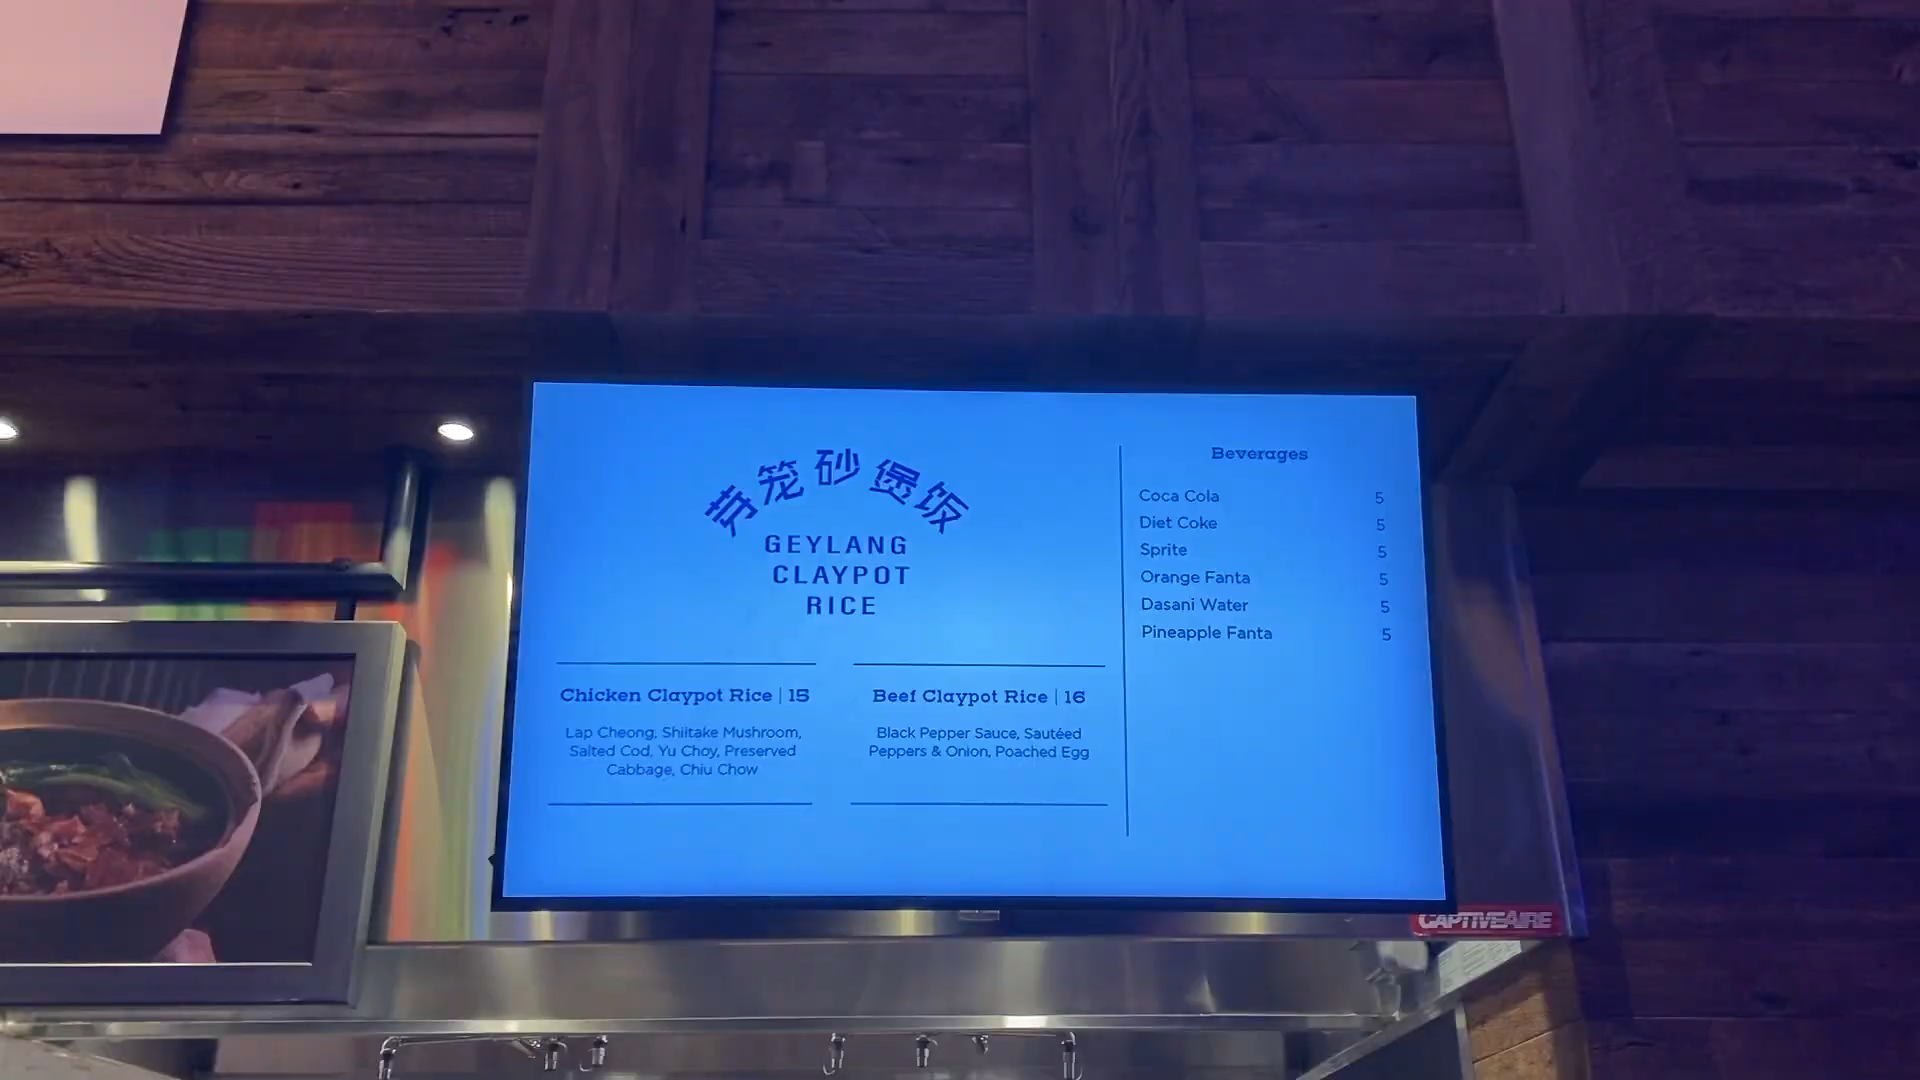 芽笼砂煲饭
GEYLANG
CLAYPOT
RICE
Chicken Claypot Rice | 15
Lap Cheong, Shiitake Mushroom,
Salted Cod, Yu Choy, Preserved
Cabbage, Chiu Chow
Beef Claypot Rice | 16
Black Pepper Sauce, Sautéed
Peppers & Onion, Poached Egg
Beverages
Coca Cola 5
Diet Coke 5
Sprite 5
Orange Fanta 5
Dasani Water 5
Pineapple Fanta 5
CAPTIVEAIRE